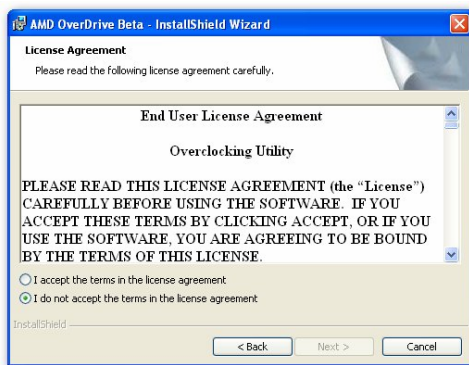 AMD OverDrive Beta - InstallShield Wizard
License Agreement
Please read the following license agreement carefully.
End User License Agreement
Overclocking Utility
PLEASE READ THIS LICENSE AGREEMENT (the “License”)
CAREFULLY BEFORE USING THE SOFTWARE. IF YOU
ACCEPT THESE TERMS BY CLICKING ACCEPT, OR IF YOU
USE THE SOFTWARE, YOU ARE AGREEING TO BE BOUND
BY THE TERMS OF THIS LICENSE.
I accept the terms in the license agreement
I do not accept the terms in the license agreement
InstallShield
< Back Next > Cancel